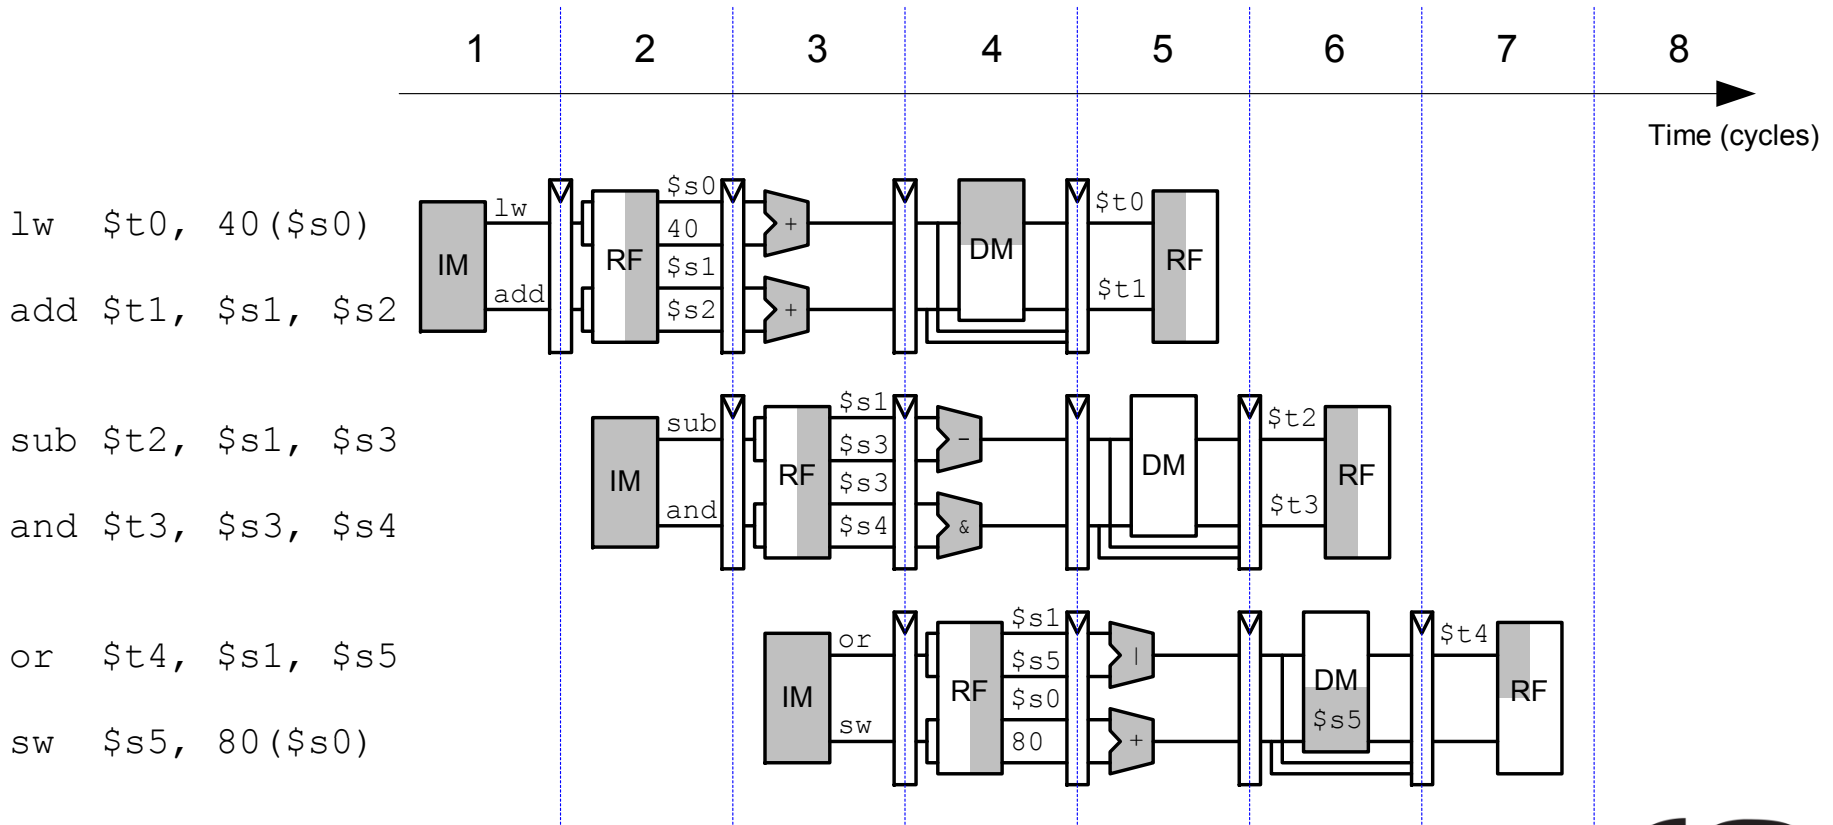 1 2 3 4 5 6 7 8
Time (cycles)
lw $t0, 40($s0)
add $t1, $s1, $s2
IM
lw
add
RF
$s0
40
$s1
$s2
+
+
DM
$t0
$t1
RF
sub $t2, $s1, $s3
and $t3, $s3, $s4
IM
sub
and
RF
$s1
$s3
$s3
$s4
-
&
DM
$t2
$t3
RF
or $t4, $s1, $s5
sw $s5, 80($s0)
IM
or
sw
RF
$s1
$s5
$s0
80
|
+
DM
$s5
$t4
RF